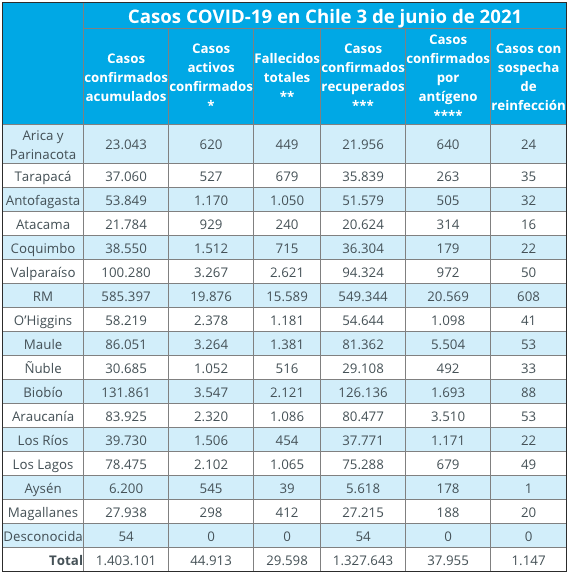 Casos COVID-19 en Chile 3 de junio de 2021
Casos confirmados acumulados Casos activos confirmados * Fallecidos totales ** Casos confirmados recuperados *** Casos confirmados por antígeno **** Casos con sospecha de reinfección
Arica y Parinacota 23.043 620 449 21.956 640 24
Tarapacá 37.060 527 679 35.839 263 35
Antofagasta 53.849 1.170 1.050 51.579 505 32
Atacama 21.784 929 240 20.624 314 16
Coquimbo 38.550 1.512 715 36.304 179 22
Valparaíso 100.280 3.267 2.621 94.324 972 50
RM 585.397 19.876 15.589 549.344 20.569 608
O’Higgins 58.219 2.378 1.181 54.644 1.098 41
Maule 86.051 3.264 1.381 81.362 5.504 53
Ñuble 30.685 1.052 516 29.108 492 33
Biobío 131.861 3.547 2.121 126.136 1.693 88
Araucanía 83.925 2.320 1.086 80.477 3.510 53
Los Ríos 39.730 1.506 454 37.771 1.171 22
Los Lagos 78.475 2.102 1.065 75.288 679 49
Aysén 6.200 545 39 5.618 178 1
Magallanes 27.938 298 412 27.215 188 20
Desconocida 54 0 0 54 0 0
Total 1.403.101 44.913 29.598 1.327.643 37.955 1.147